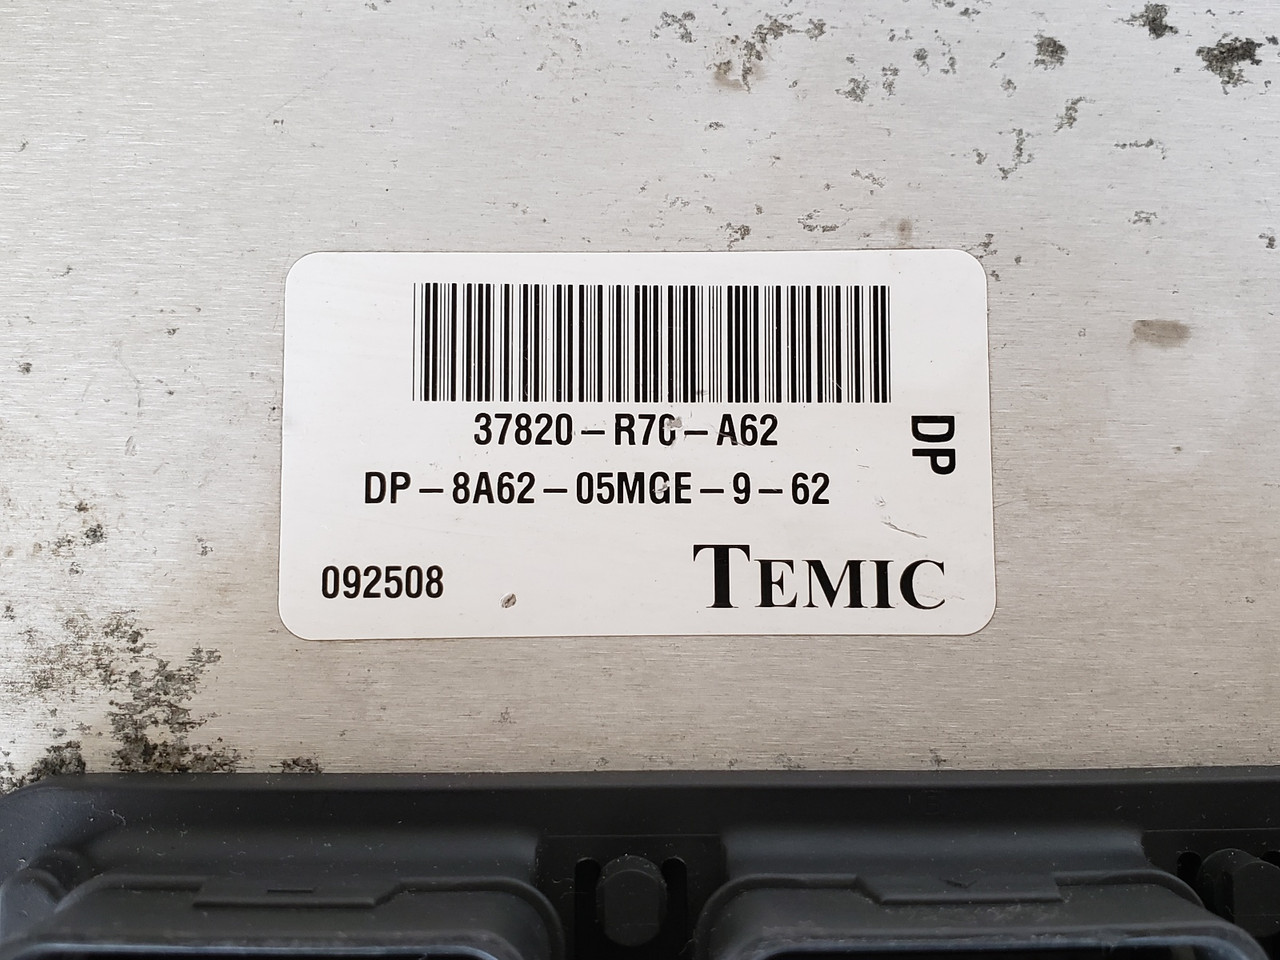 37820-R70-A62
DP-8A62-05MGE-9-62
DP
092508
TEMIC